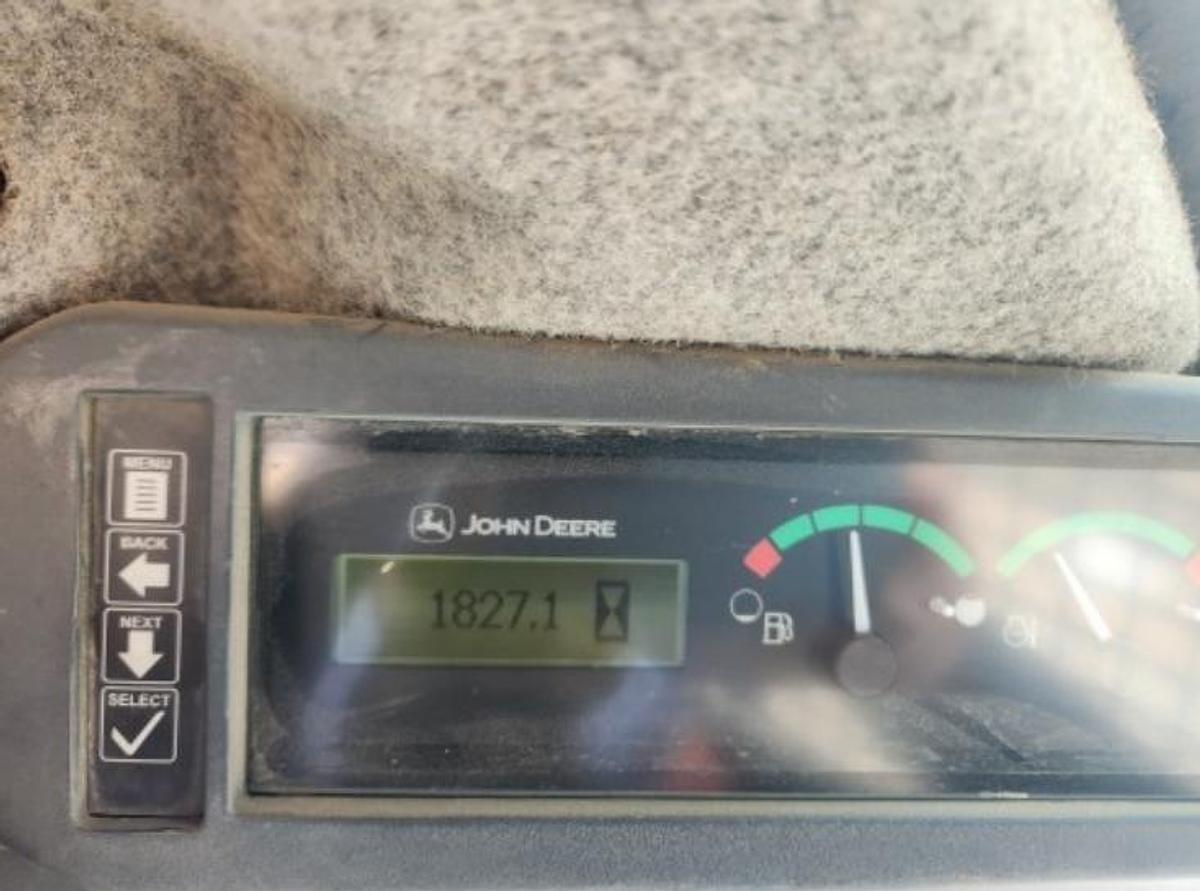 MENU
BACK
NEXT
SELECT
JOHN DEERE
1827.1